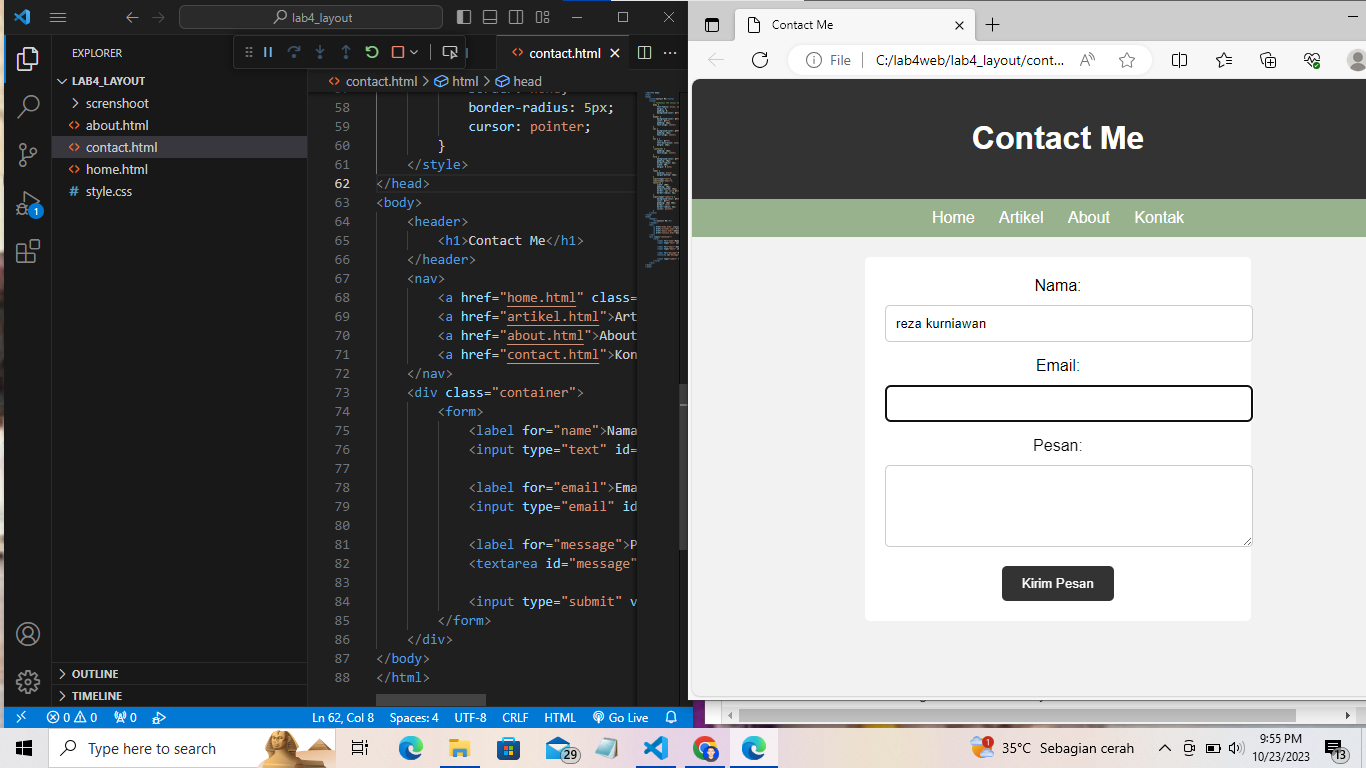 lab4_layout
EXPLORER
contact.html
LAB4_LAYOUT
screnshoot
about.html
contact.html
home.html
style.css
1
OUTLINE
TIMELINE
contact.html > html > head
58 border-radius: 5px;
59 cursor: pointer;
60 }
61 </style>
62 </head>
63 <body>
64 <header>
65 <h1>Contact Me</h1>
66 </header>
67 <nav>
68 <a href="home.html" class=
69 <a href="artikel.html">Art
70 <a href="about.html">About
71 <a href="contact.html">Kon
72 </nav>
73 <div class="container">
74 <form>
75 <label for="name">Nama
76 <input type="text" id=
77
78 <label for="email">Ema
79 <input type="email" id
80
81 <label for="message">P
82 <textarea id="message"
83
84 <input type="submit" v
85 </form>
86 </div>
87 </body>
88 </html>
0 0 0
Ln 62, Col 8 Spaces: 4 UTF-8 CRLF HTML Go Live
Contact Me
File C:/lab4web/lab4_layout/cont...
Contact Me
Home Artikel About Kontak
Nama:
reza kurniawan
Email:
Pesan:
Kirim Pesan
Type here to search
29
1
35°C Sebagian cerah
9:55 PM
10/23/2023
13